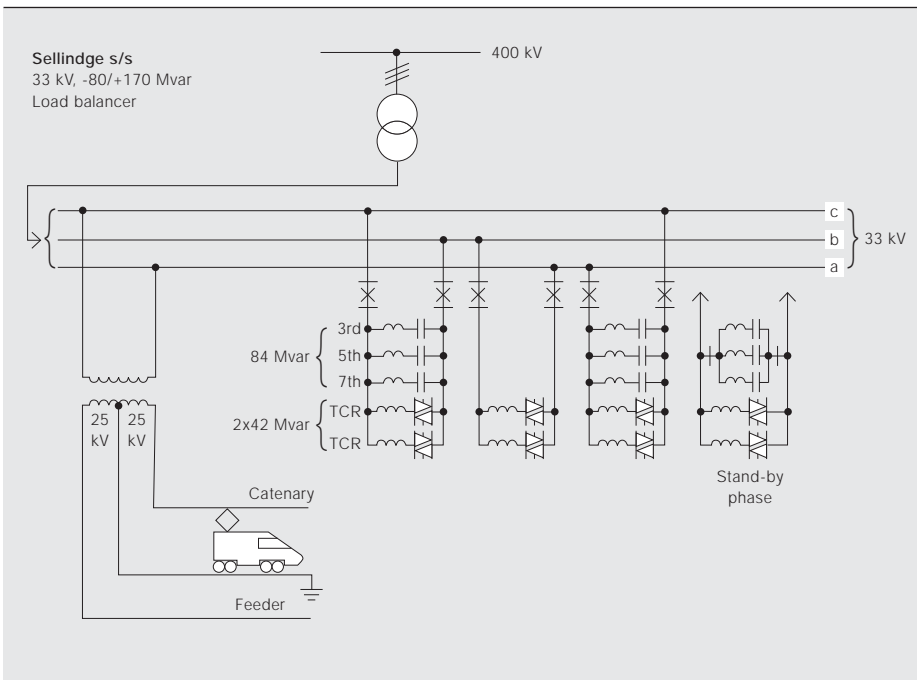 Sellindge s/s
33 kV, -80/+170 Mvar
Load balancer
400 kV
c
b
a
33 kV
84 Mvar
3rd
5th
7th
2x42 Mvar
TCR
TCR
25 kV
25 kV
Stand-by
phase
Catenary
Feeder